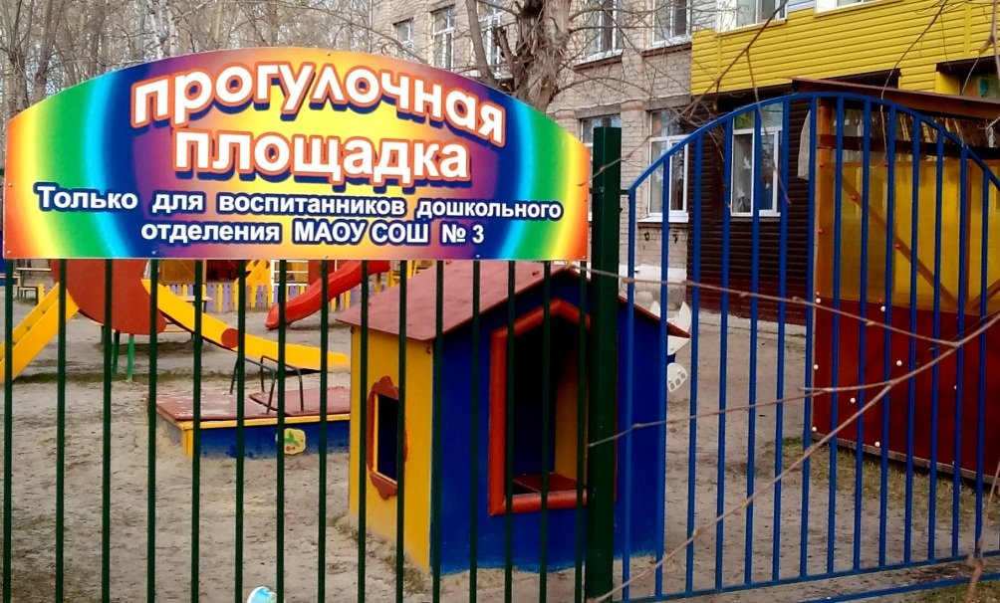 прогулочная
площадка
Только для воспитанников дошкольного
отделения МАОУ СОШ № 3